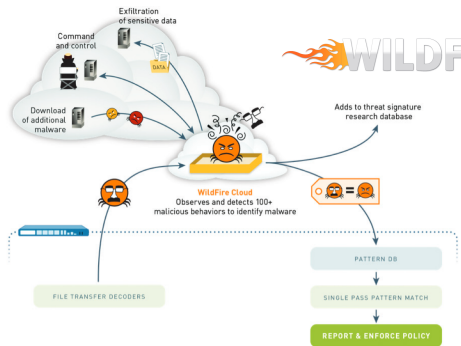 Exfiltration
of sensitive data
Command
and control
DATA
WILDF
Download
of additional
malware
Adds to threat signature
research database
WildFire Cloud
Observes and detects 100+
malicious behaviors to identify malware
=
PATTERN DB
FILE TRANSFER DECODERS
SINGLE PASS PATTERN MATCH
REPORT & ENFORCE POLICY